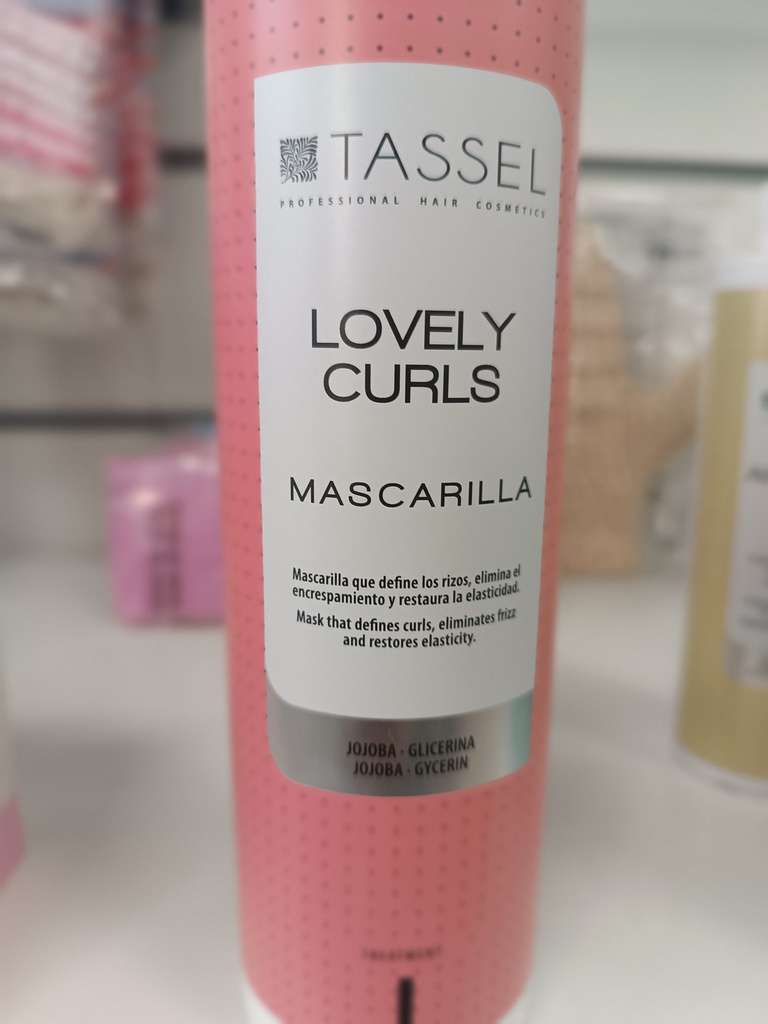 TASSEL
PROFESSIONAL HAIR COSMETICS
LOVELY
CURLS
MASCARILLA
Mascarilla que define los rizos, elimina el
encrespamiento y restaura la elasticidad.
Mask that defines curls, eliminates frizz
and restores elasticity.
JOJOBA · GLICERINA
JOJOBA · GYCERIN
TREATMENT